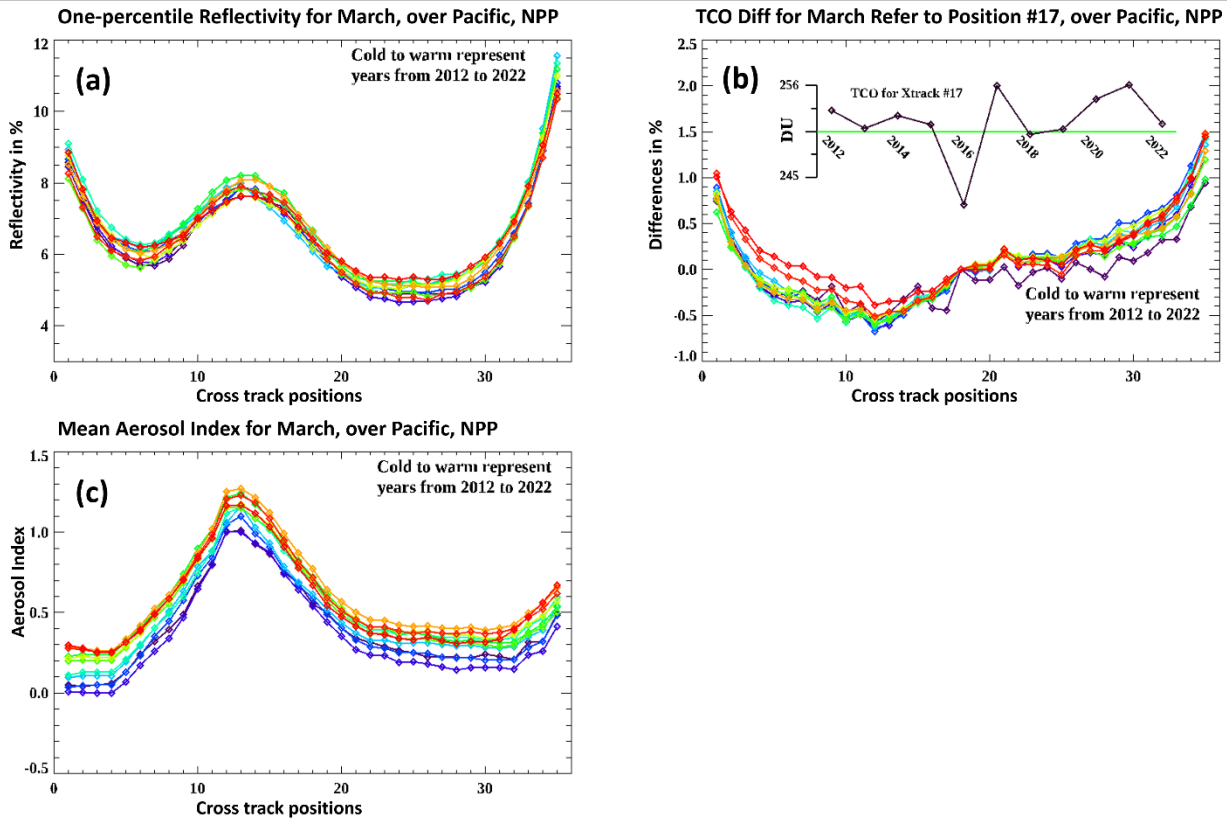 One-percentile Reflectivity for March, over Pacific, NPP
12
10
8
6
4
Reflectivity in %
(a)
Cold to warm represent
years from 2012 to 2022
0
10
20
30
Cross track positions
TCO Diff for March Refer to Position #17, over Pacific, NPP
2.5
2.0
1.5
1.0
0.5
0.0
-0.5
-1.0
Differences in %
(b)
256
245
DU
TCO for Xtrack #17
2012
2014
2016
2018
2020
2022
Cold to warm represent
years from 2012 to 2022
0
10
20
30
Cross track positions
Mean Aerosol Index for March, over Pacific, NPP
1.5
1.0
0.5
0.0
-0.5
Aerosol Index
(c)
Cold to warm represent
years from 2012 to 2022
0
10
20
30
Cross track positions